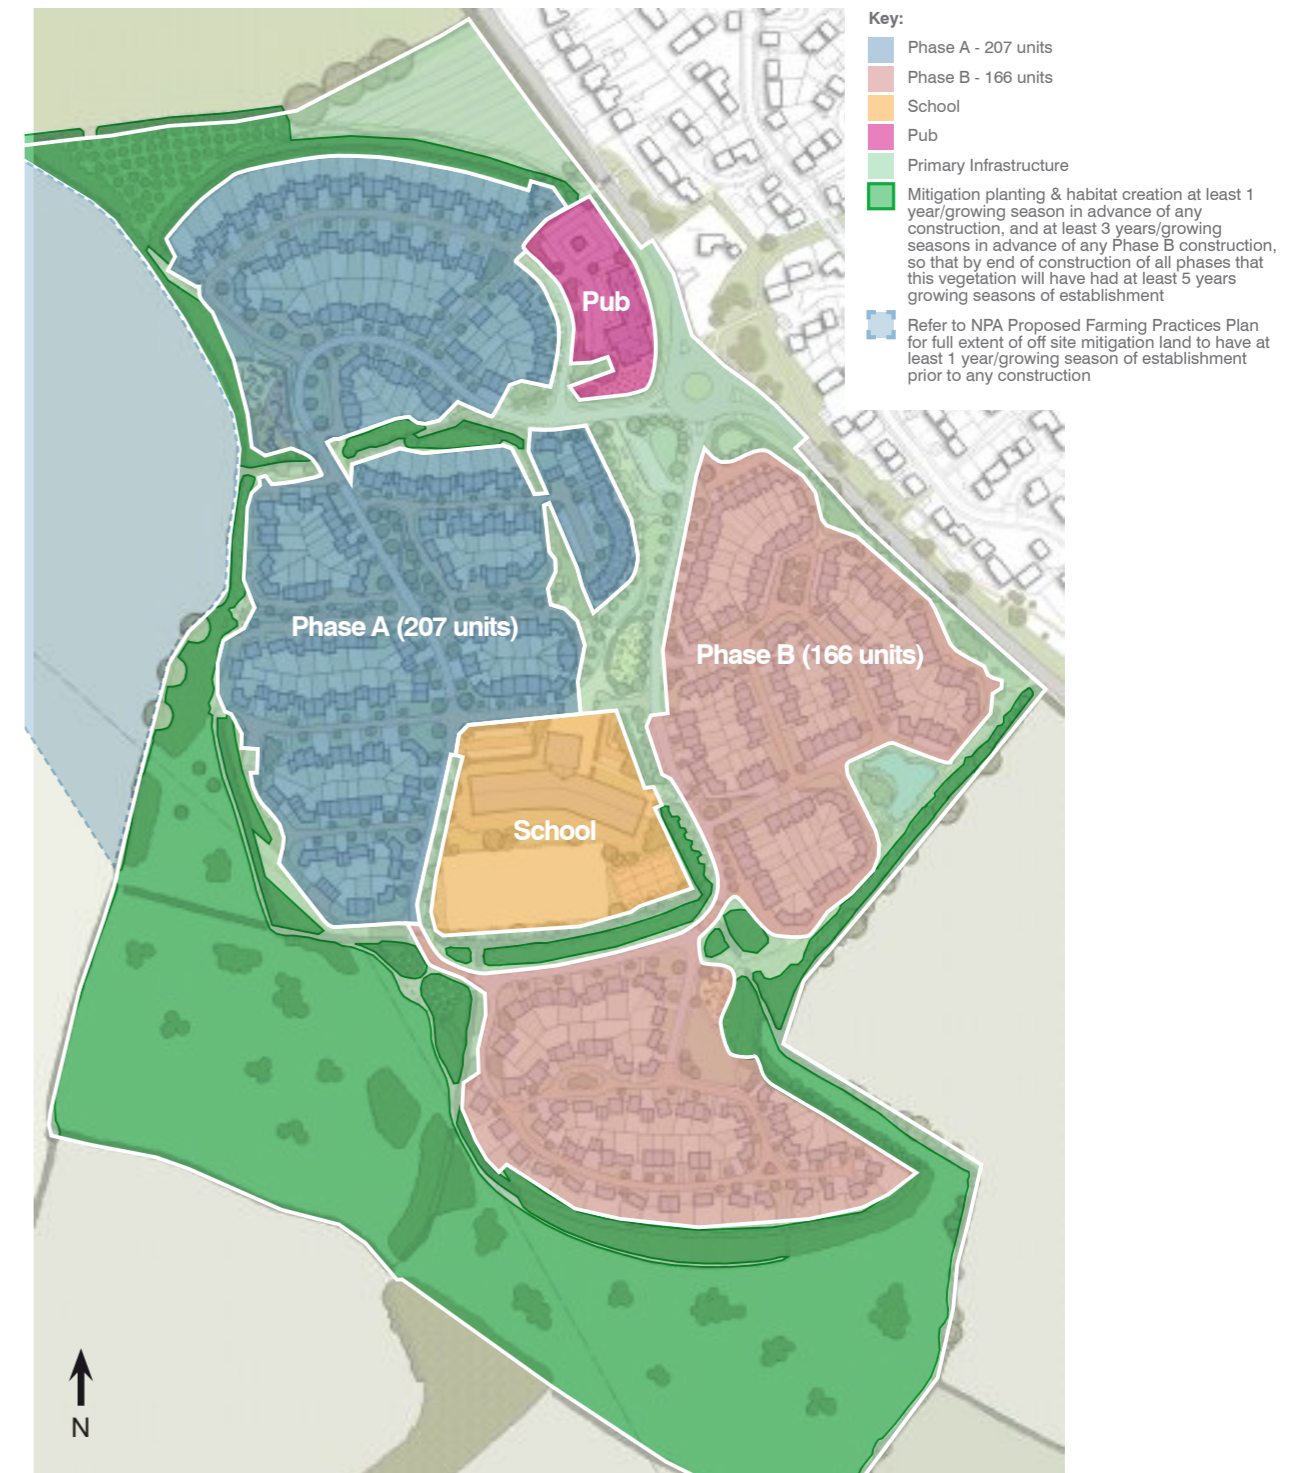 Key:
Phase A - 207 units
Phase B - 166 units
School
Pub
Primary Infrastructure
Mitigation planting & habitat creation at least 1
year/growing season in advance of any
construction, and at least 3 years/growing
seasons in advance of any Phase B construction,
so that by end of construction of all phases that
this vegetation will have had at least 5 years
growing seasons of establishment
Refer to NPA Proposed Farming Practices Plan
for full extent of off site mitigation land to have at
least 1 year/growing season of establishment
prior to any construction
Pub
Phase A (207 units)
Phase B (166 units)
School
N